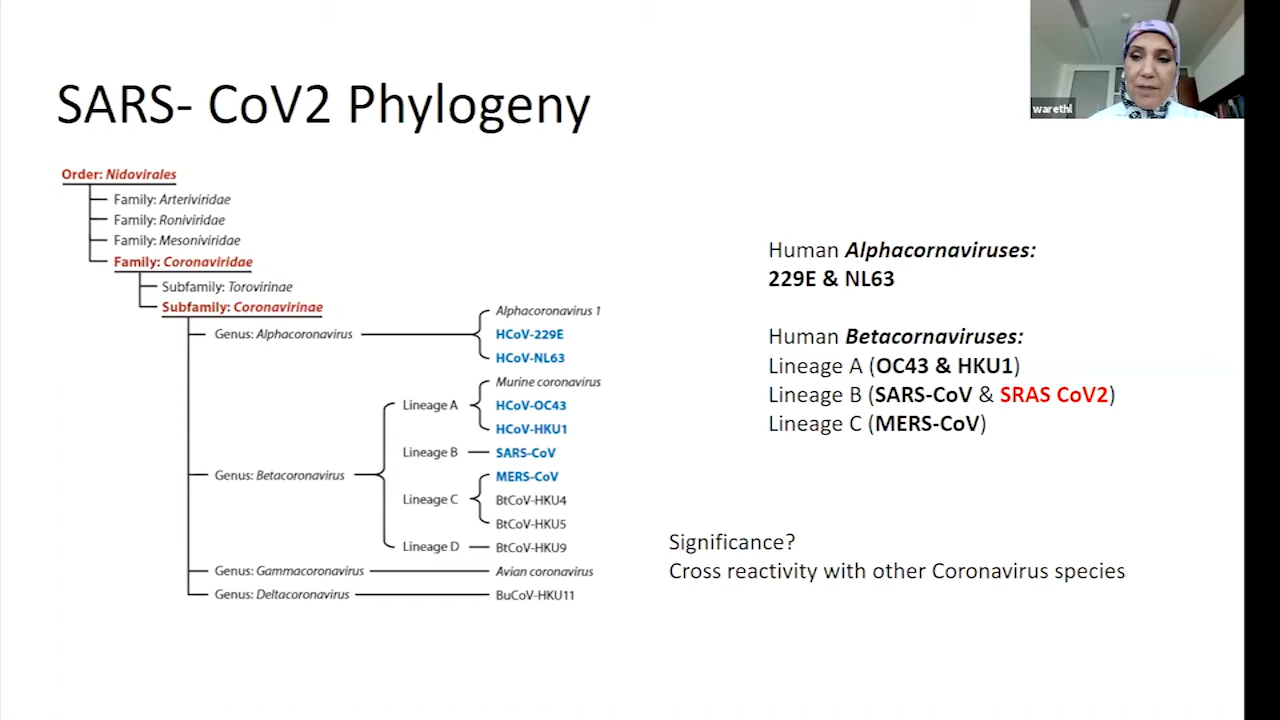 warethl
SARS- CoV2 Phylogeny
Order: Nidovirales
Family: Arteriviridae
Family: Roniviridae
Family: Mesoniviridae
Family: Coronaviridae
Subfamily: Torovirinae
Subfamily: Coronavirinae
Genus: Alphacoronavirus
Alphacoronavirus 1
HCoV-229E
HCoV-NL63
Genus: Betacoronavirus
Lineage A
Murine coronavirus
HCoV-OC43
HCoV-HKU1
Lineage B
SARS-CoV
Lineage C
MERS-CoV
BtCoV-HKU4
BtCoV-HKU5
Lineage D
BtCoV-HKU9
Genus: Gammacoronavirus
Avian coronavirus
Genus: Deltacoronavirus
BuCoV-HKU11
Human Alphacornaviruses:
229E & NL63
Human Betacornaviruses:
Lineage A (OC43 & HKU1)
Lineage B (SARS-CoV & SRAS CoV2)
Lineage C (MERS-CoV)
Significance?
Cross reactivity with other Coronavirus species